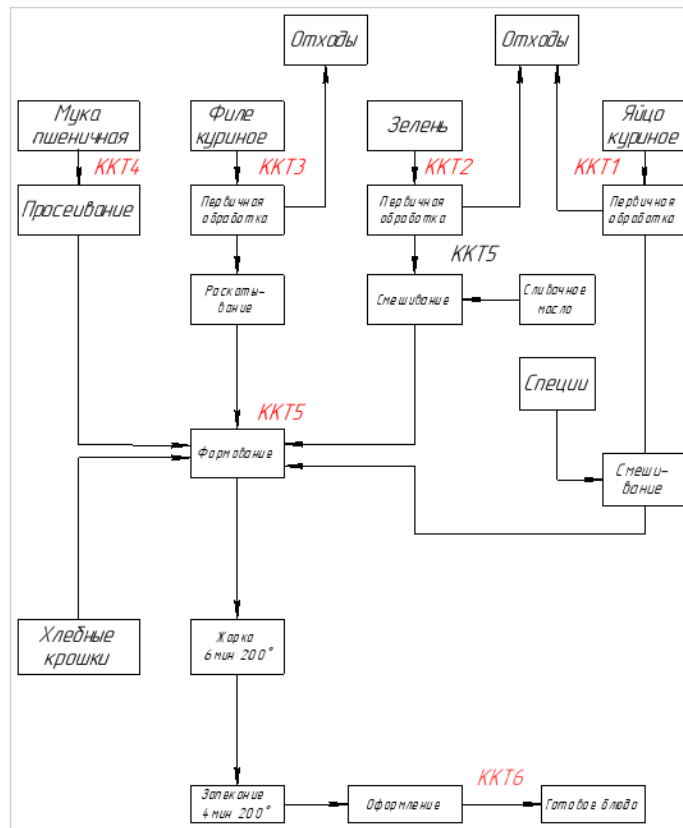 Отходы
Отходы
Мука
пшеничная
Филе
куриное
Зелень
Яйцо
куриное
ККТ4
ККТ3
ККТ2
ККТ1
Просеивание
Первичная
обработка
Первичная
обработка
Первичная
обработка
ККТ5
Раскаты-
вание
Смешивание
Сливочное
масло
Специи
ККТ5
Формование
Смеши-
вание
Хлебные
крошки
Жарка
6 мин 200°
ККТ6
Запекание
4 мин 200°
Оформление
Готовое блюдо